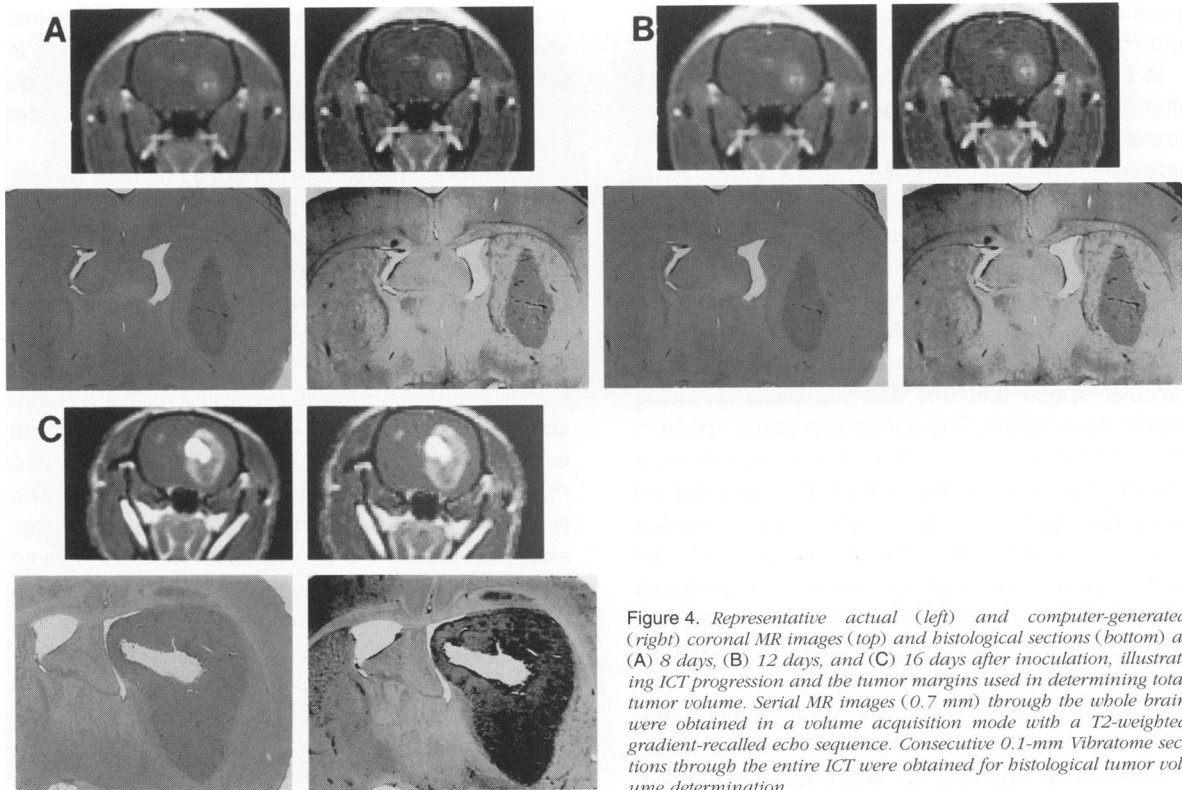 A
B
C
Figure 4. Representative actual (left) and computer-generated
(right) coronal MR images (top) and histological sections (bottom) a
(A) 8 days, (B) 12 days, and (C) 16 days after inoculation, illustrat
ing ICT progression and the tumor margins used in determining tota
tumor volume. Serial MR images (0.7 mm) through the whole brain
were obtained in a volume acquisition mode with a T2-weighted
gradient-recalled echo sequence. Consecutive 0.1-mm Vibratome sec
tions through the entire ICT were obtained for histological tumor vol
ume determination